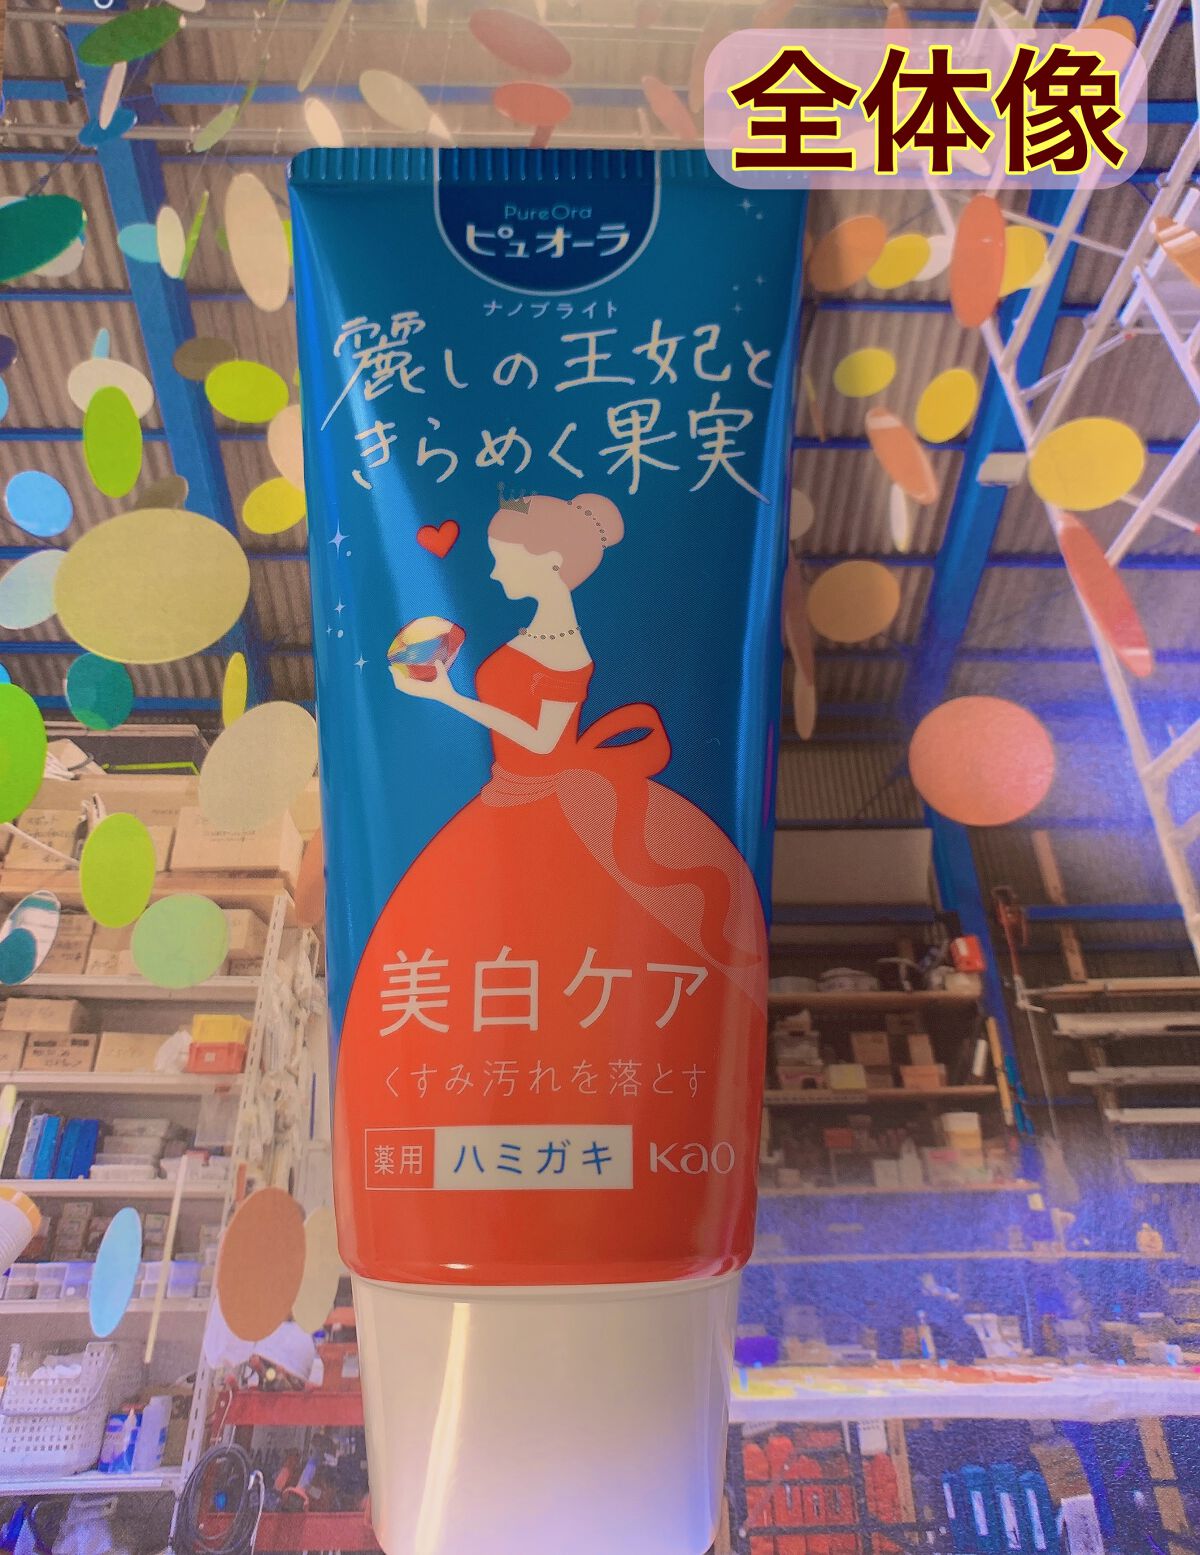 全体像
PureOra
ピュオーラ
ナノブライト
麗しの王妃と
きらめく果実
美白ケア
くすみ汚れを落とす
薬用 ハミガキ Kao